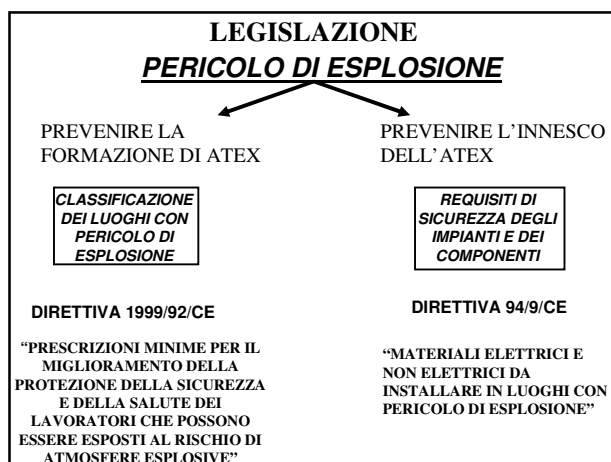 LEGISLAZIONE
PERICOLO DI ESPLOSIONE
PREVENIRE LA
FORMAZIONE DI ATEX
CLASSIFICAZIONE
DEI LUOGHI CON
PERICOLO DI
ESPLOSIONE
DIRETTIVA 1999/92/CE
“PRESCRIZIONI MINIME PER IL
MIGLIORAMENTO DELLA
PROTEZIONE DELLA SICUREZZA
E DELLA SALUTE DEI
LAVORATORI CHE POSSONO
ESSERE ESPOSTI AL RISCHIO DI
ATMOSFERE ESPLOSIVE”
PREVENIRE L’INNESCO
DELL’ATEX
REQUISITI DI
SICUREZZA DEGLI
IMPIANTI E DEI
COMPONENTI
DIRETTIVA 94/9/CE
“MATERIALI ELETTRICI E
NON ELETTRICI DA
INSTALLARE IN LUOGHI CON
PERICOLO DI ESPLOSIONE”